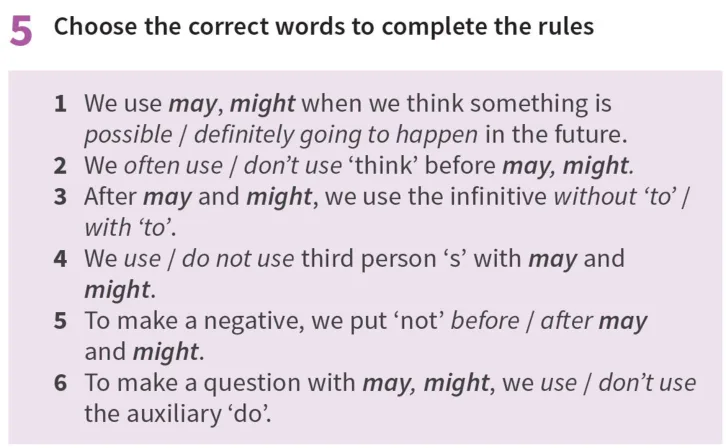 5 Choose the correct words to complete the rules
1 We use may, might when we think something is
possible / definitely going to happen in the future.
2 We often use / don’t use ‘think’ before may, might.
3 After may and might, we use the infinitive without ‘to’ /
with ‘to’.
4 We use / do not use third person ‘s’ with may and
might.
5 To make a negative, we put ‘not’ before / after may
and might.
6 To make a question with may, might, we use / don’t use
the auxiliary ‘do’.